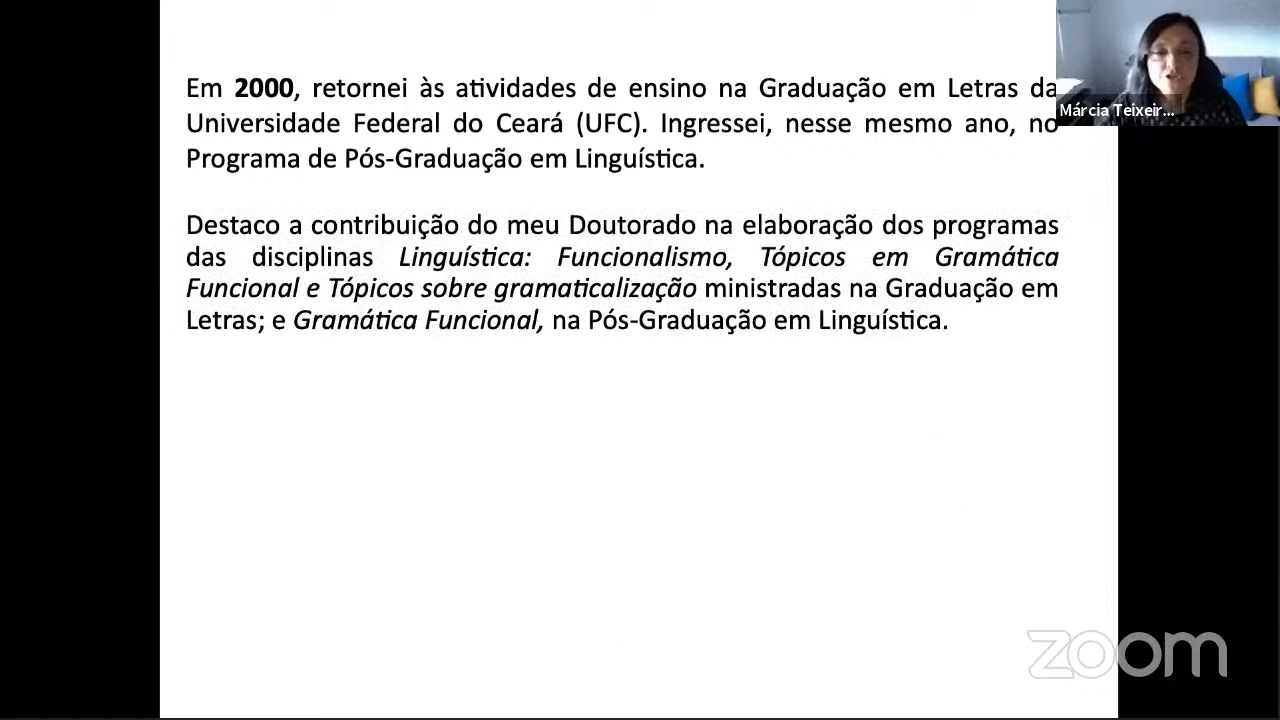 Em 2000, retornei às atividades de ensino na Graduação em Letras da
Universidade Federal do Ceará (UFC). Ingressei, nesse mesmo ano, no
Programa de Pós-Graduação em Linguística.
Destaco a contribuição do meu Doutorado na elaboração dos programas
das disciplinas Linguística: Funcionalismo, Tópicos em Gramática
Funcional e Tópicos sobre gramaticalização ministradas na Graduação em
Letras; e Gramática Funcional, na Pós-Graduação em Linguística.
Márcia Teixeir...
zoom